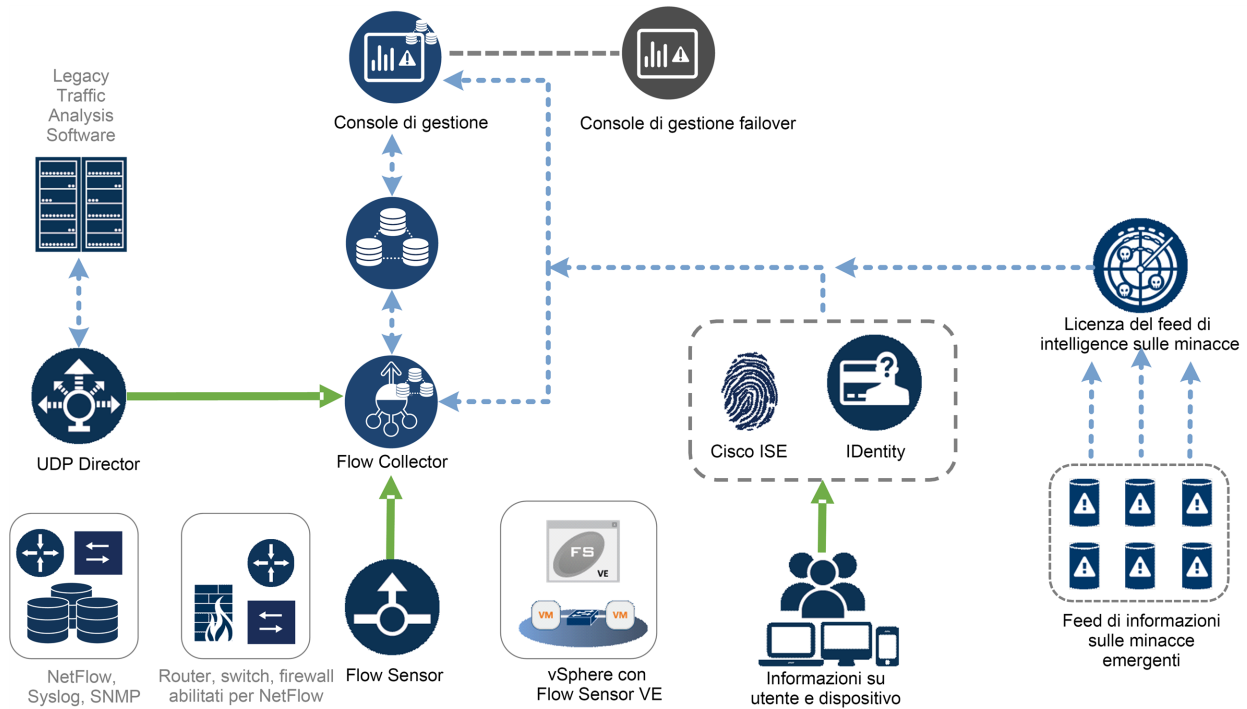 Legacy
Traffic
Analysis
Software
Console di gestione
Console di gestione failover
Licenza del feed di
intelligence sulle minacce
UDP Director
Flow Collector
Cisco ISE
IDentity
FS
VE
VM
VM
NetFlow,
Syslog, SNMP
Router, switch, firewall
abilitati per NetFlow
Flow Sensor
vSphere con
Flow Sensor VE
Informazioni su
utente e dispositivo
Feed di informazioni
sulle minacce
emergenti